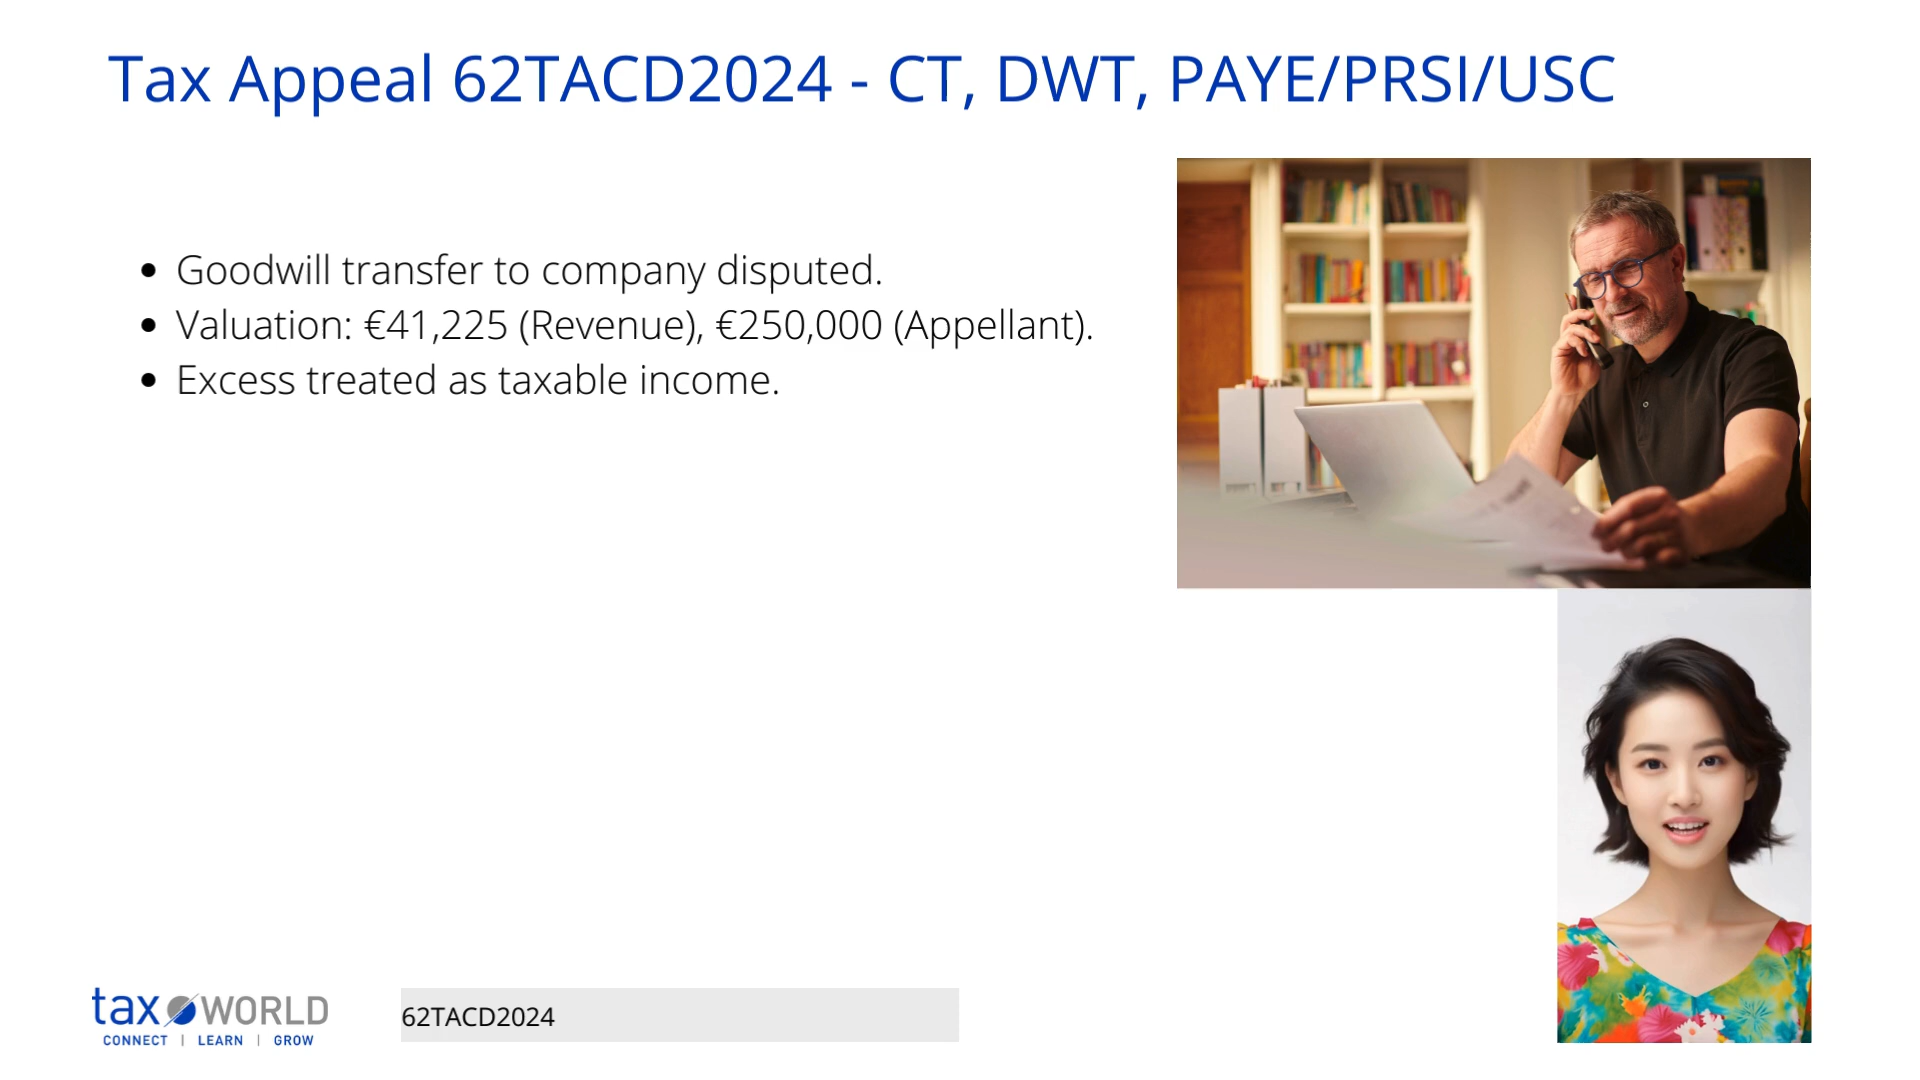 Tax Appeal 62TACD2024 - CT, DWT, PAYE/PRSI/USC
• Goodwill transfer to company disputed.
• Valuation: €41,225 (Revenue), €250,000 (Appellant).
• Excess treated as taxable income.
tax WORLD
CONNECT | LEARN | GROW
62TACD2024